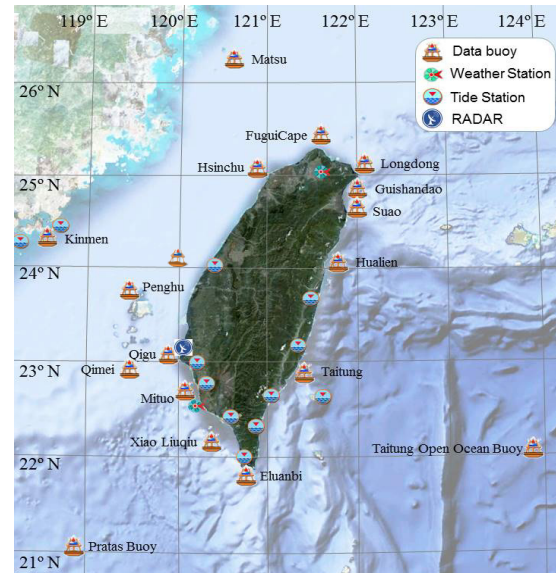 119°E 120°E 121°E 122°E 124°E
Data buoy
Weather Station
Tide Station
RADAR
Matsu
26° N
FuguiCape
Hsinchu
Longdong
25° N
Guishandao
Suao
Kinmen
Hualien
24° N
Penghu
Qigu
23° N
Qimei
Taitung
Mituo
Xiao Liuqiu
Taitung Open Ocean Buoy
22° N
Eluanbi
Pratas Buoy
21° N